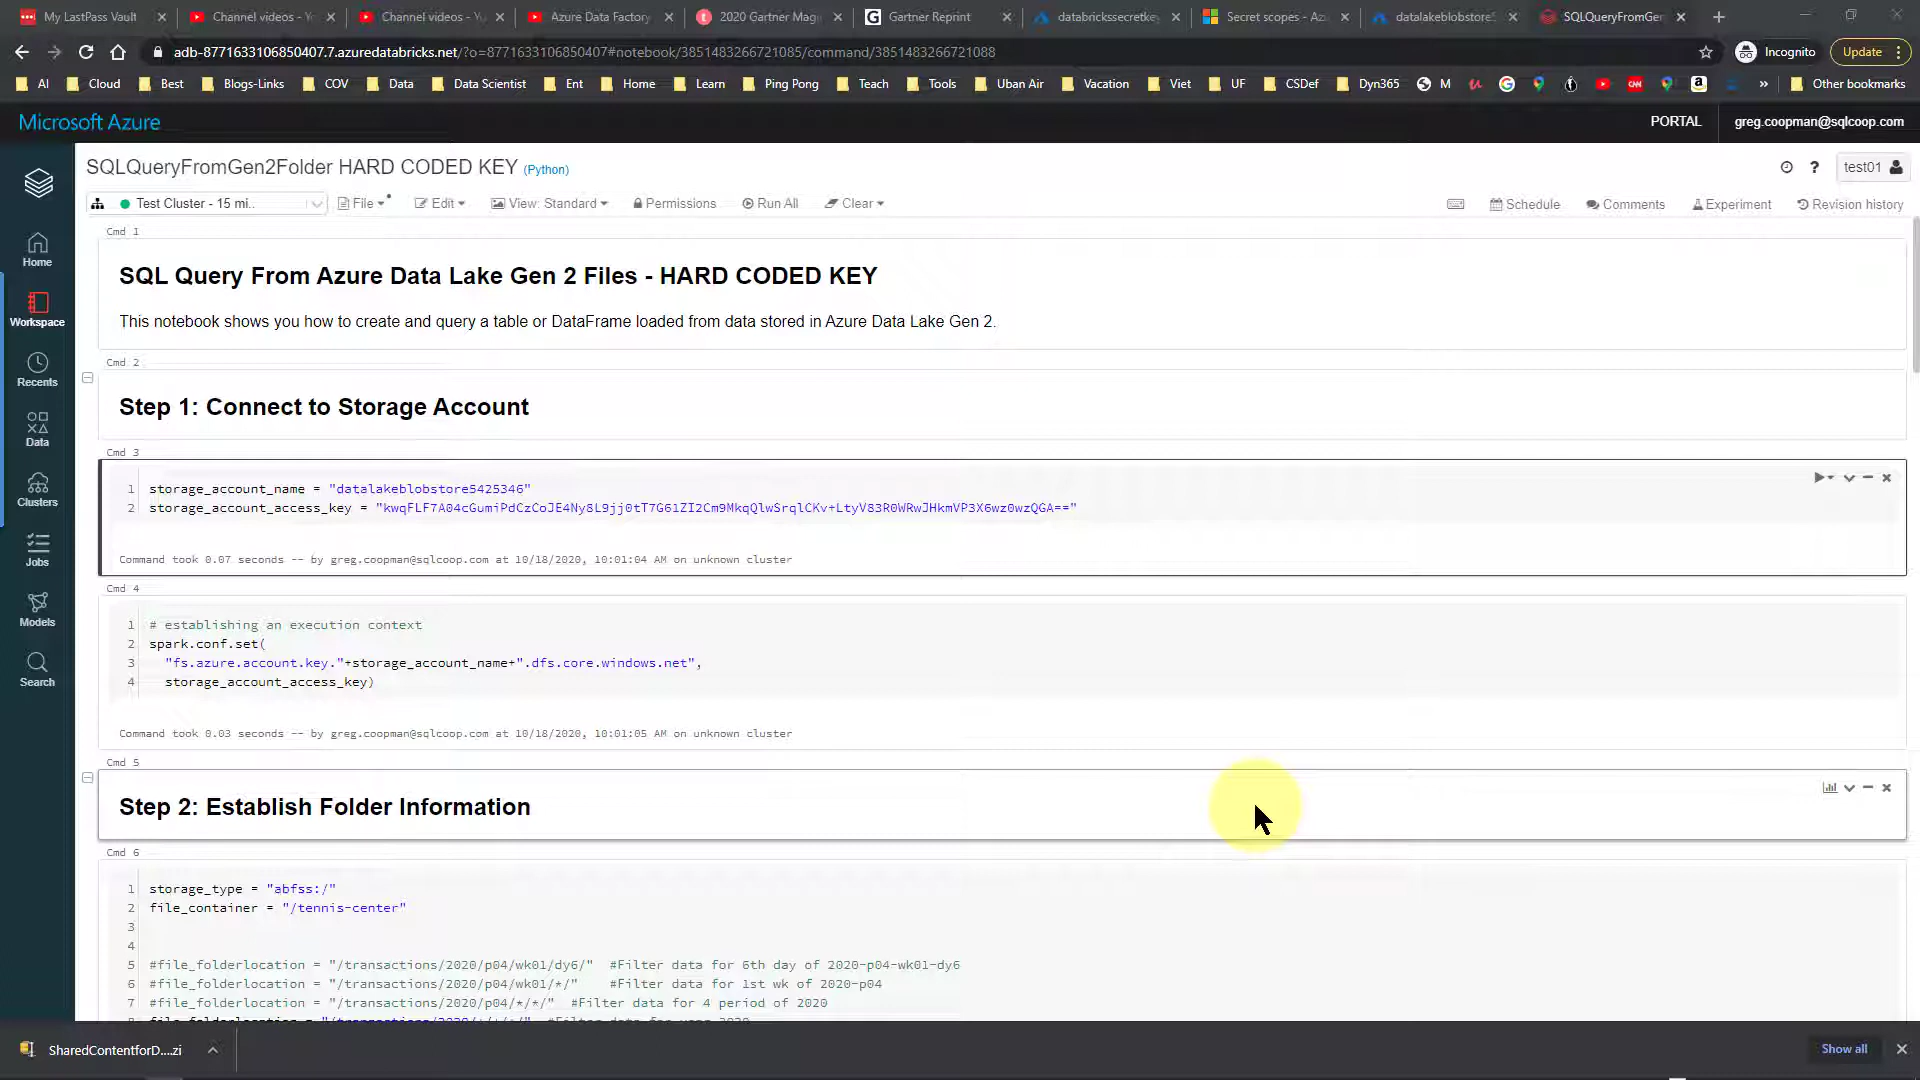 My LastPass Vault
Channel videos - Y
Channel videos - Yo
Azure Data Factory
2020 Gartner Magi
Gartner Reprint
databrickssecretke
Secret scopes - Azu
datalakeblobstore5
SQLQueryFromGen
adb-8771633106850407.7.azuredatabricks.net/?o=8771633106850407#notebook/3851483266721085/command/3851483266721088
Incognito
Update
AI
Cloud
Best
Blogs-Links
COV
Data
Data Scientist
Ent
Home
Learn
Ping Pong
Teach
Tools
Uban Air
Vacation
Viet
UF
CSDef
Dyn365
M
Other bookmarks
Microsoft Azure
PORTAL
greg.coopman@sqlcoop.com
SQLQueryFromGen2Folder HARD CODED KEY (Python)
test01
Test Cluster - 15 mi..
File
Edit
View: Standard
Permissions
Run All
Clear
Schedule
Comments
Experiment
Revision history
Home
Workspace
Recents
Data
Clusters
Jobs
Models
Search
Cmd 1
SQL Query From Azure Data Lake Gen 2 Files - HARD CODED KEY
This notebook shows you how to create and query a table or DataFrame loaded from data stored in Azure Data Lake Gen 2.
Cmd 2
Step 1: Connect to Storage Account
Cmd 3
1 storage_account_name = "datalakeblobstore5425346"
2 storage_account_access_key = "kwqFLF7A04cGumiPdCzCoJE4Ny8L9jj0tT7G61ZI2Cm9MkqQlwSrqlCKv+LtyV83R0WRwJHkmVP3X6wz0wzQGA=="
Command took 0.07 seconds -- by greg.coopman@sqlcoop.com at 10/18/2020, 10:01:04 AM on unknown cluster
Cmd 4
1 # establishing an execution context
2 spark.conf.set(
3 "fs.azure.account.key."+storage_account_name+".dfs.core.windows.net",
4 storage_account_access_key)
Command took 0.03 seconds -- by greg.coopman@sqlcoop.com at 10/18/2020, 10:01:05 AM on unknown cluster
Cmd 5
Step 2: Establish Folder Information
Cmd 6
1 storage_type = "abfss:/"
2 file_container = "/tennis-center"
3
4
5 #file_folderlocation = "/transactions/2020/p04/wk01/dy6/" #Filter data for 6th day of 2020-p04-wk01-dy6
6 #file_folderlocation = "/transactions/2020/p04/wk01/*/" #Filter data for 1st wk of 2020-p04
7 #file_folderlocation = "/transactions/2020/p04/*/*/" #Filter data for 4 period of 2020
8 file_folderlocation = "/transactions/2020/*/*/*/" #Filter data for year 2020
SharedContentforD....zi
Show all